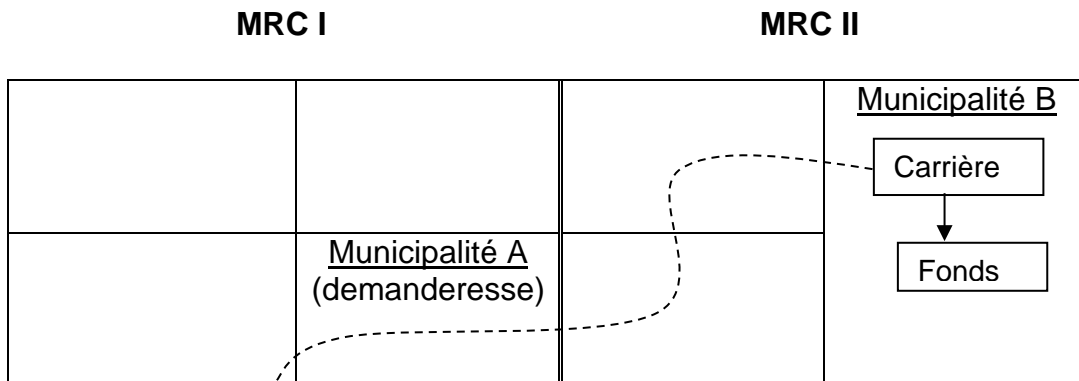 MRC I
MRC II
Municipalité B
Carrière
Municipalité A
(demanderesse)
Fonds